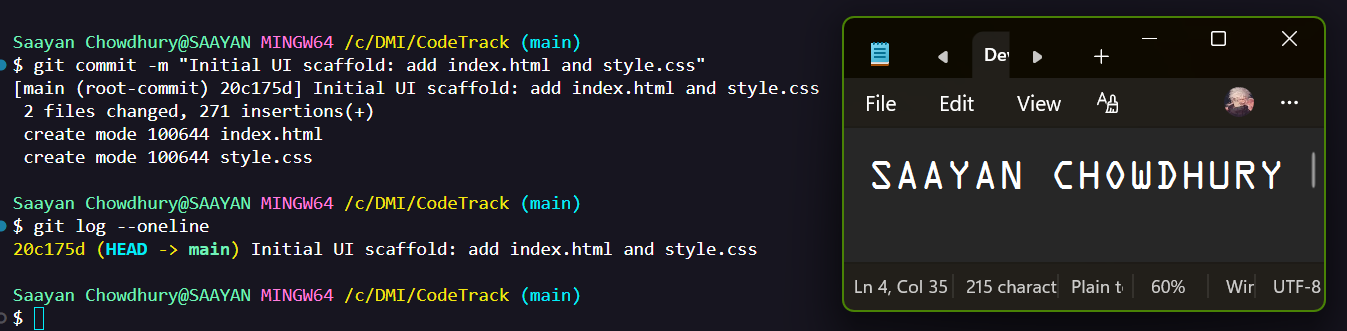 Saayan Chowdhury@SAAYAN MINGW64 /c/DMI/CodeTrack (main)
$ git commit -m "Initial UI scaffold: add index.html and style.css"
[main (root-commit) 20c175d] Initial UI scaffold: add index.html and style.css
 2 files changed, 271 insertions(+)
 create mode 100644 index.html
 create mode 100644 style.css
Saayan Chowdhury@SAAYAN MINGW64 /c/DMI/CodeTrack (main)
$ git log --oneline
20c175d (HEAD -> main) Initial UI scaffold: add index.html and style.css
Saayan Chowdhury@SAAYAN MINGW64 /c/DMI/CodeTrack (main)
$
De
File Edit View
SAAYAN CHOWDHURY
Ln 4, Col 35 215 charact Plain t 60% Wir UTF-8